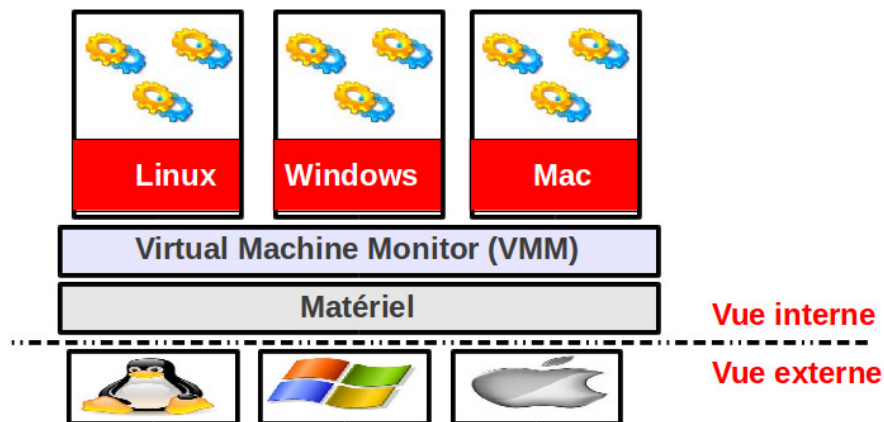 Linux
Windows
Mac
Virtual Machine Monitor (VMM)
Matériel
Vue interne
Vue externe